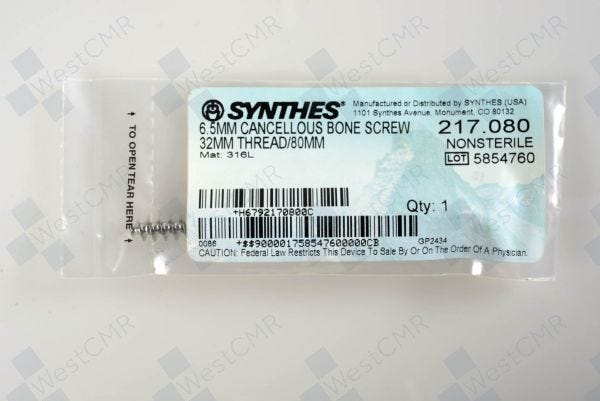 SYNTHES®
Manufactured or Distributed by SYNTHES (USA)
1101 Synthes Avenue, Monument, CO 80132
6.5MM CANCELLOUS BONE SCREW
32MM THREAD/80MM
Mat: 316L
217.080
NONSTERILE
LOT 5854760
+H6792170800C
Qty: 1
0086
+$$900001758547600000CB
GP2434
CAUTION: Federal Law Restricts This Device To Sale By Or On The Order Of A Physician.
TO OPEN TEAR HERE
WestCMR